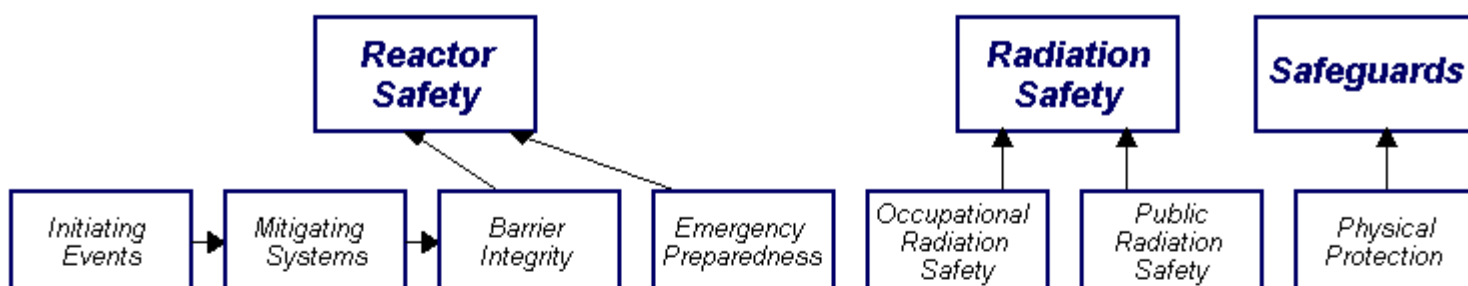 Reactor
Safety
Radiation
Safety
Safeguards
Initiating
Events
Mitigating
Systems
Barrier
Integrity
Emergency
Preparedness
Occupational
Radiation
Safety
Public
Radiation
Safety
Physical
Protection